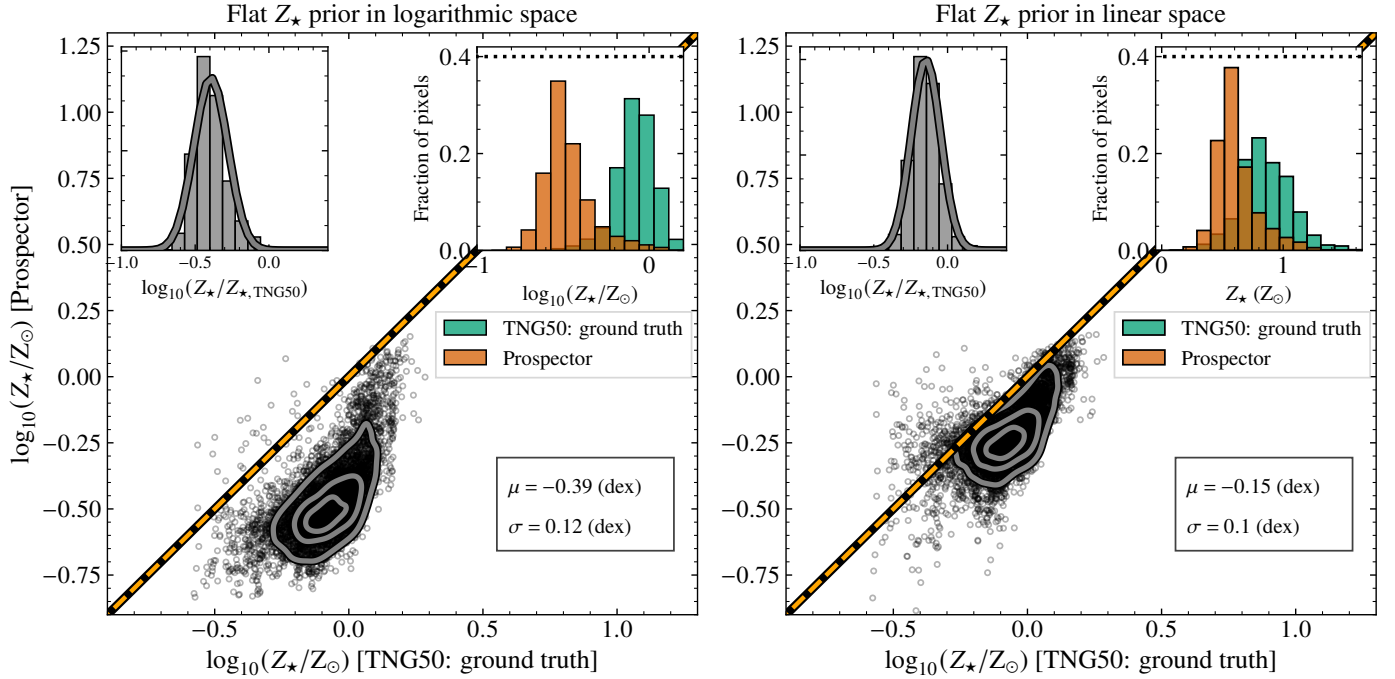 Flat Z★ prior in logarithmic space
log₁₀(Z★/Z⊙) [Prospector]
1.25
1.00
0.75
0.50
0.25
0.00
−0.25
−0.50
−0.75
−0.5
0.0
0.5
1.0
log₁₀(Z★/Z⊙) [TNG50: ground truth]
-1.0
-0.5
0.0
log₁₀(Z★/Z★,TNG50)
Fraction of pixels
0.4
0.2
0.0
−1
0
log₁₀(Z★/Z⊙)
TNG50: ground truth
Prospector
μ = −0.39 (dex)
σ = 0.12 (dex)
Flat Z★ prior in linear space
1.25
1.00
0.75
0.50
0.25
0.00
−0.25
−0.50
−0.75
−0.5
0.0
0.5
1.0
log₁₀(Z★/Z⊙) [TNG50: ground truth]
-1.0
-0.5
0.0
log₁₀(Z★/Z★,TNG50)
Fraction of pixels
0.4
0.2
0.0
0
1
Z★ (Z⊙)
TNG50: ground truth
Prospector
μ = −0.15 (dex)
σ = 0.1 (dex)